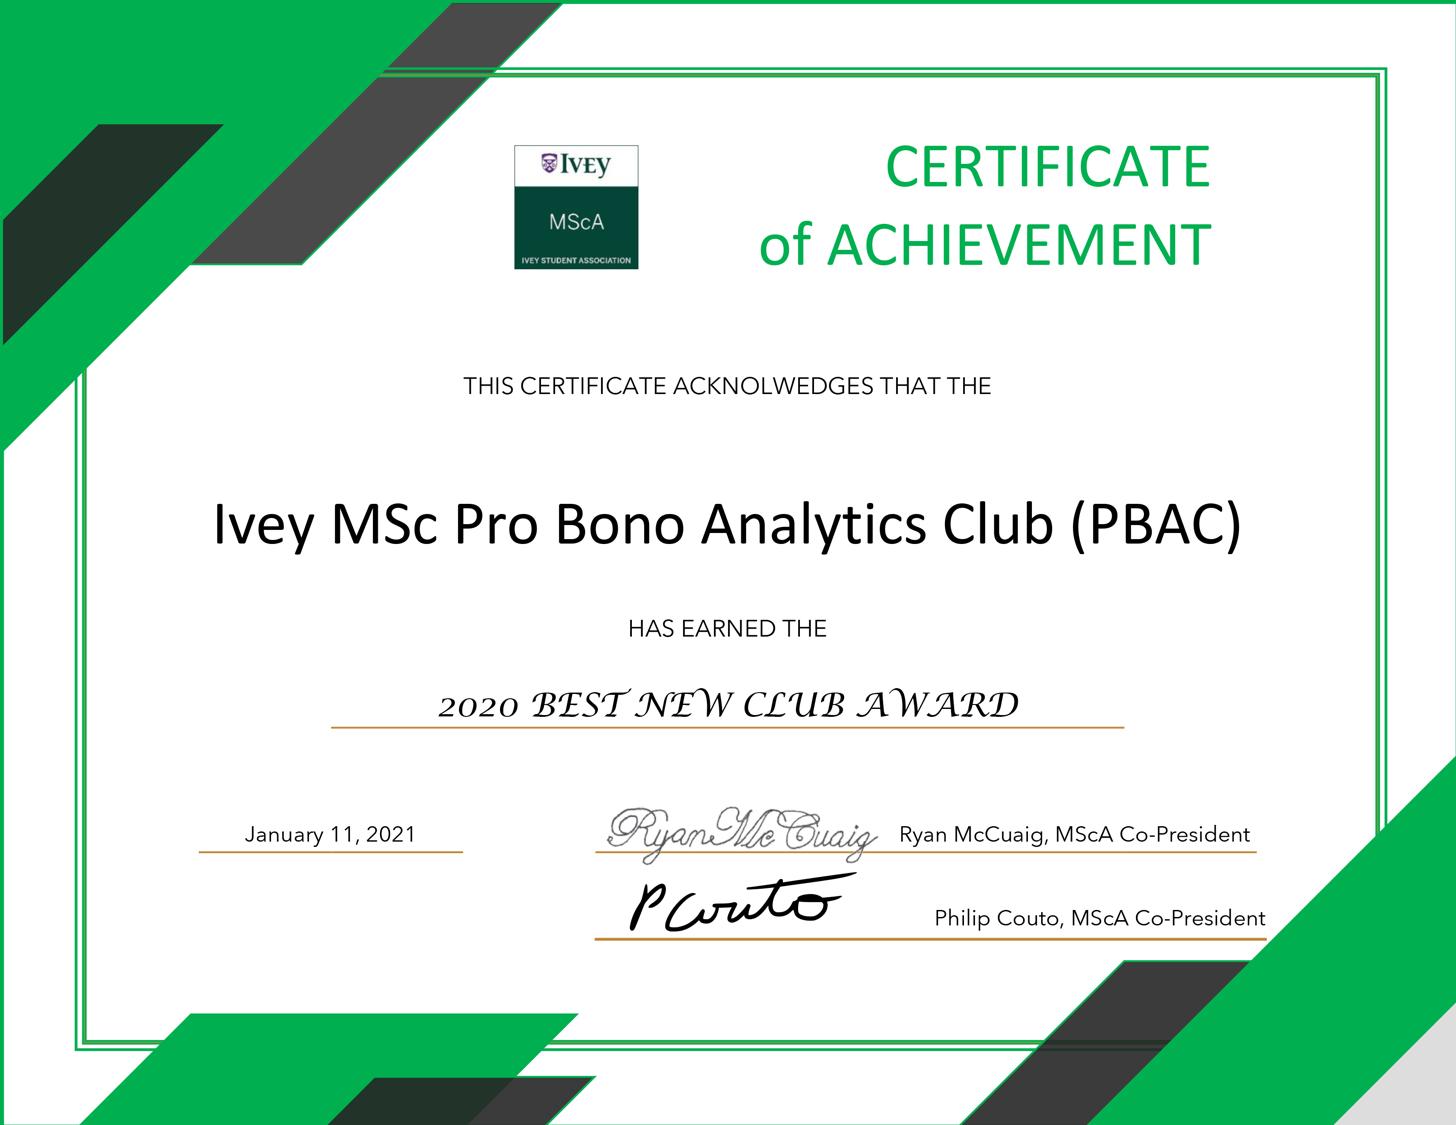 IVEY
MScA
IVEY STUDENT ASSOCIATION
CERTIFICATE
of ACHIEVEMENT
THIS CERTIFICATE ACKNOLWEDGES THAT THE
Ivey MSc Pro Bono Analytics Club (PBAC)
HAS EARNED THE
2020 BEST NEW CLUB AWARD
January 11, 2021
Ryan McCuaig Ryan McCuaig, MScA Co-President
P Couto Philip Couto, MScA Co-President